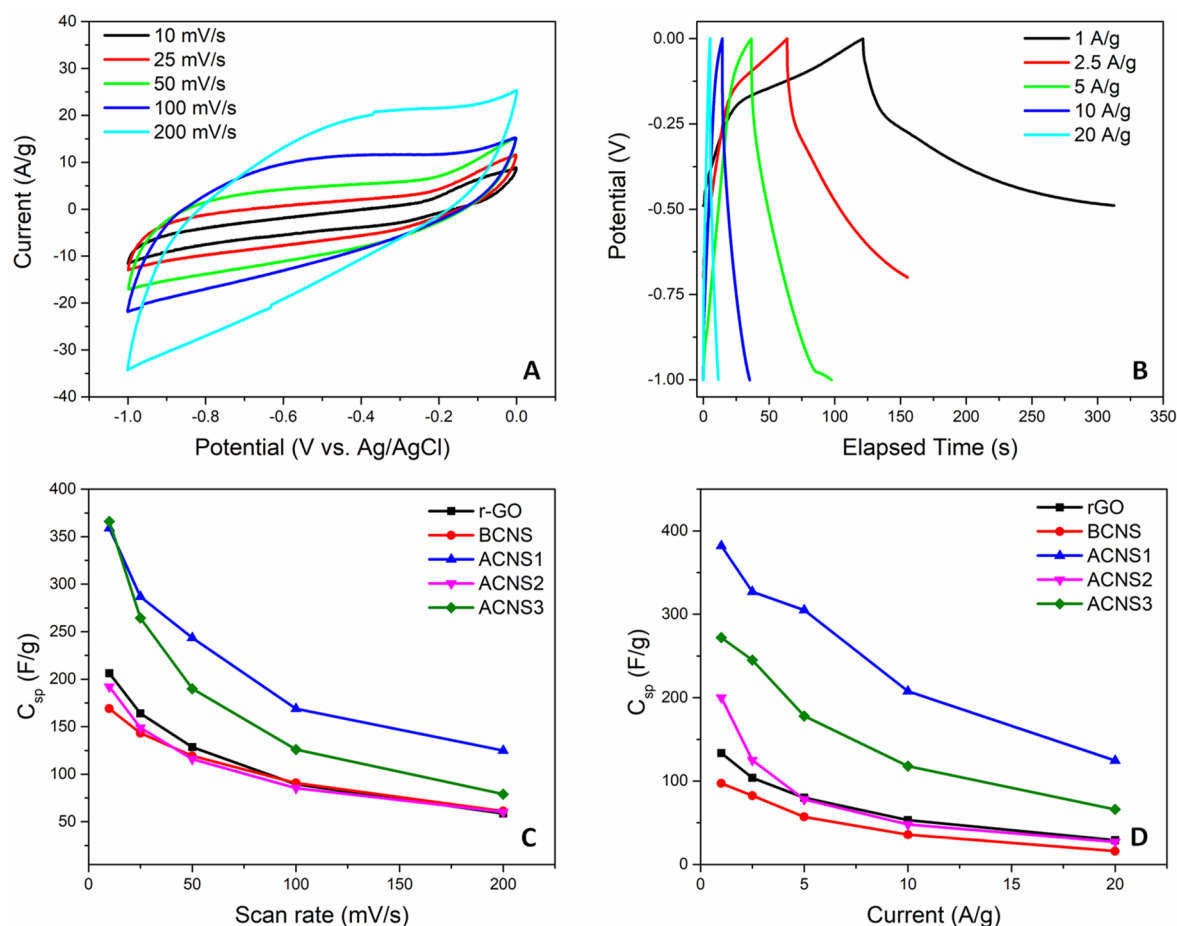 40
30
20
10
0
-10
-20
-30
-40
-1.0
-0.8
-0.6
-0.4
-0.2
0.0
Current (A/g)
Potential (V vs. Ag/AgCl)
10 mV/s
25 mV/s
50 mV/s
100 mV/s
200 mV/s
A
0.00
-0.25
-0.50
-0.75
-1.00
0
50
100
150
200
250
300
350
Potential (V)
Elapsed Time (s)
1 A/g
2.5 A/g
5 A/g
10 A/g
20 A/g
B
400
350
300
250
200
150
100
50
0
50
100
150
200
Csp (F/g)
Scan rate (mV/s)
r-GO
BCNS
ACNS1
ACNS2
ACNS3
C
400
300
200
100
0
0
5
10
15
20
Csp (F/g)
Current (A/g)
rGO
BCNS
ACNS1
ACNS2
ACNS3
D